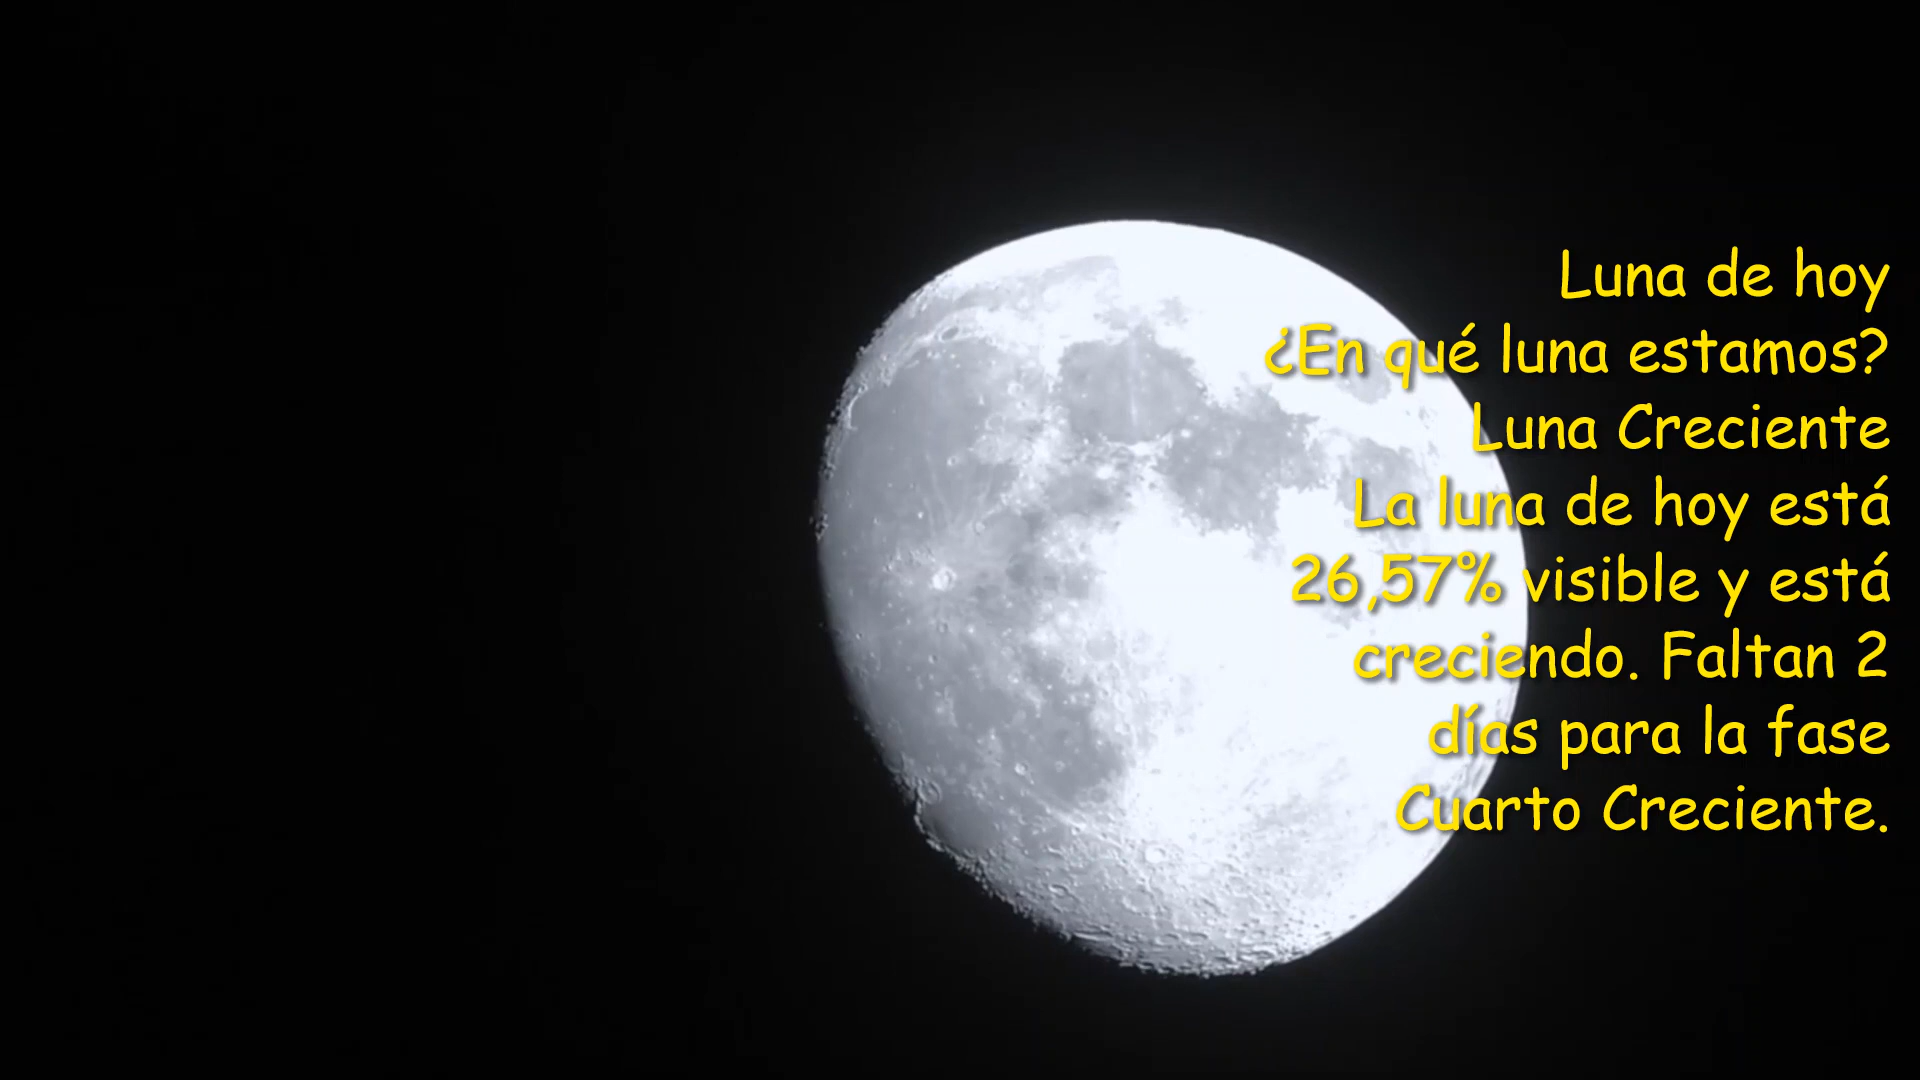 Luna de hoy
¿En qué luna estamos?
Luna Creciente
La luna de hoy está
26,57% visible y está
creciendo. Faltan 2
días para la fase
Cuarto Creciente.